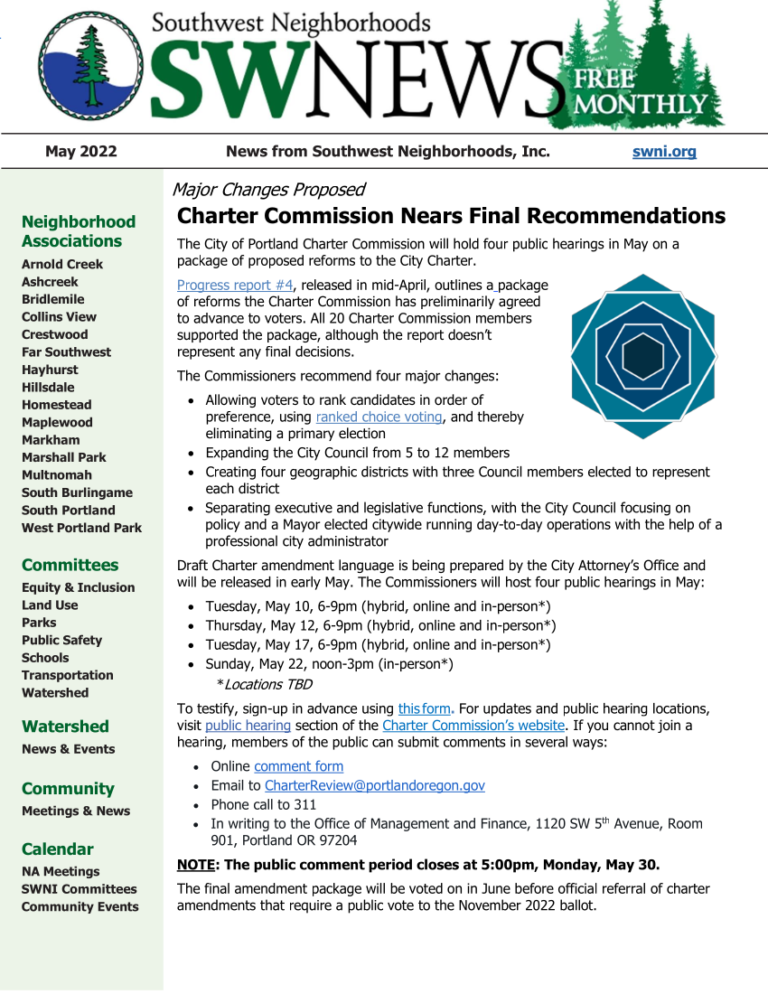 Southwest Neighborhoods
SWNEWS
FREE
MONTHLY
May 2022
News from Southwest Neighborhoods, Inc.
swni.org
Neighborhood
Associations
Arnold Creek
Ashcreek
Bridlemile
Collins View
Crestwood
Far Southwest
Hayhurst
Hillsdale
Homestead
Maplewood
Markham
Marshall Park
Multnomah
South Burlingame
South Portland
West Portland Park
Committees
Equity & Inclusion
Land Use
Parks
Public Safety
Schools
Transportation
Watershed
Watershed
News & Events
Community
Meetings & News
Calendar
NA Meetings
SWNI Committees
Community Events
Major Changes Proposed
Charter Commission Nears Final Recommendations
The City of Portland Charter Commission will hold four public hearings in May on a
package of proposed reforms to the City Charter.
Progress report #4, released in mid-April, outlines a package
of reforms the Charter Commission has preliminarily agreed
to advance to voters. All 20 Charter Commission members
supported the package, although the report doesn't
represent any final decisions.
The Commissioners recommend four major changes:
• Allowing voters to rank candidates in order of
preference, using ranked choice voting, and thereby
eliminating a primary election
• Expanding the City Council from 5 to 12 members
• Creating four geographic districts with three Council members elected to represent
each district
• Separating executive and legislative functions, with the City Council focusing on
policy and a Mayor elected citywide running day-to-day operations with the help of a
professional city administrator
Draft Charter amendment language is being prepared by the City Attorney's Office and
will be released in early May. The Commissioners will host four public hearings in May:
• Tuesday, May 10, 6-9pm (hybrid, online and in-person*)
• Thursday, May 12, 6-9pm (hybrid, online and in-person*)
• Tuesday, May 17, 6-9pm (hybrid, online and in-person*)
• Sunday, May 22, noon-3pm (in-person*)
*Locations TBD
To testify, sign-up in advance using this form. For updates and public hearing locations,
visit public hearing section of the Charter Commission's website. If you cannot join a
hearing, members of the public can submit comments in several ways:
• Online comment form
• Email to CharterReview@portlandoregon.gov
• Phone call to 311
• In writing to the Office of Management and Finance, 1120 SW 5th Avenue, Room
901, Portland OR 97204
NOTE: The public comment period closes at 5:00pm, Monday, May 30.
The final amendment package will be voted on in June before official referral of charter
amendments that require a public vote to the November 2022 ballot.